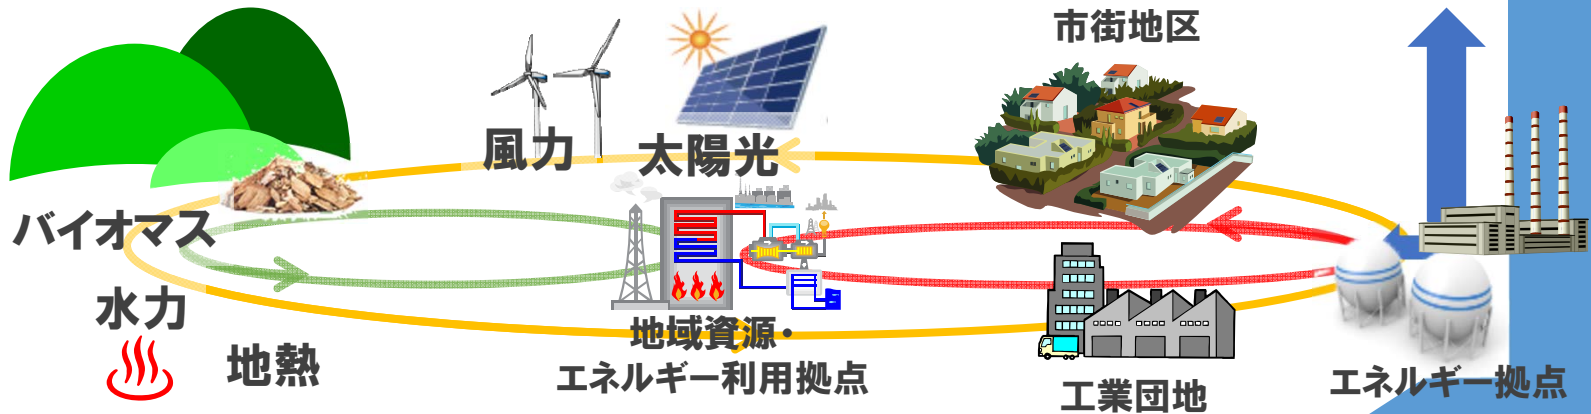 市街地区
風力
太陽光
バイオマス
水力
地熱
地域資源・
エネルギー利用拠点
工業団地
エネルギー拠点